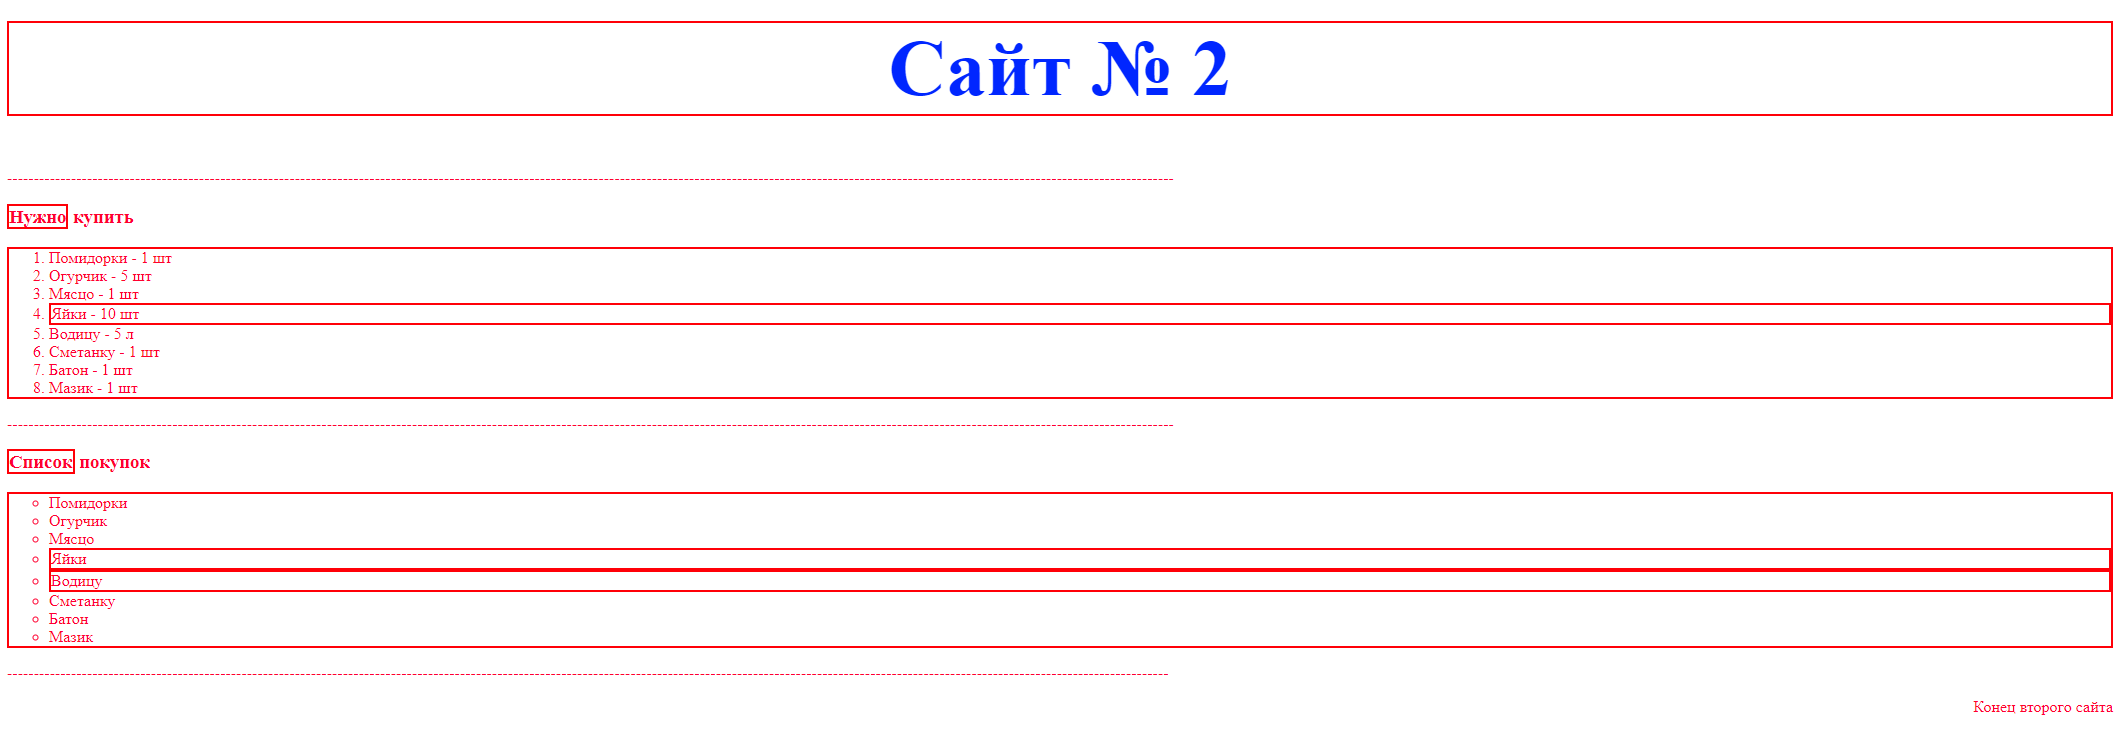 Сайт № 2
----------------------------------------------------------------------------------------------------------------------------------------------------------------------------------------------------------------------------
Нужно купить
1. Помидорки - 1 шт
2. Огурчик - 5 шт
3. Мясцо - 1 шт
4. Яйки - 10 шт
5. Водицу - 5 л
6. Сметанку - 1 шт
7. Батон - 1 шт
8. Мазик - 1 шт
----------------------------------------------------------------------------------------------------------------------------------------------------------------------------------------------------------------------------
Список покупок
Помидорки
Огурчик
Мясцо
Яйки
Водицу
Сметанку
Батон
Мазик
---------------------------------------------------------------------------------------------------------------------------------------------------------------------------------------------------------------------------
Конец второго сайта